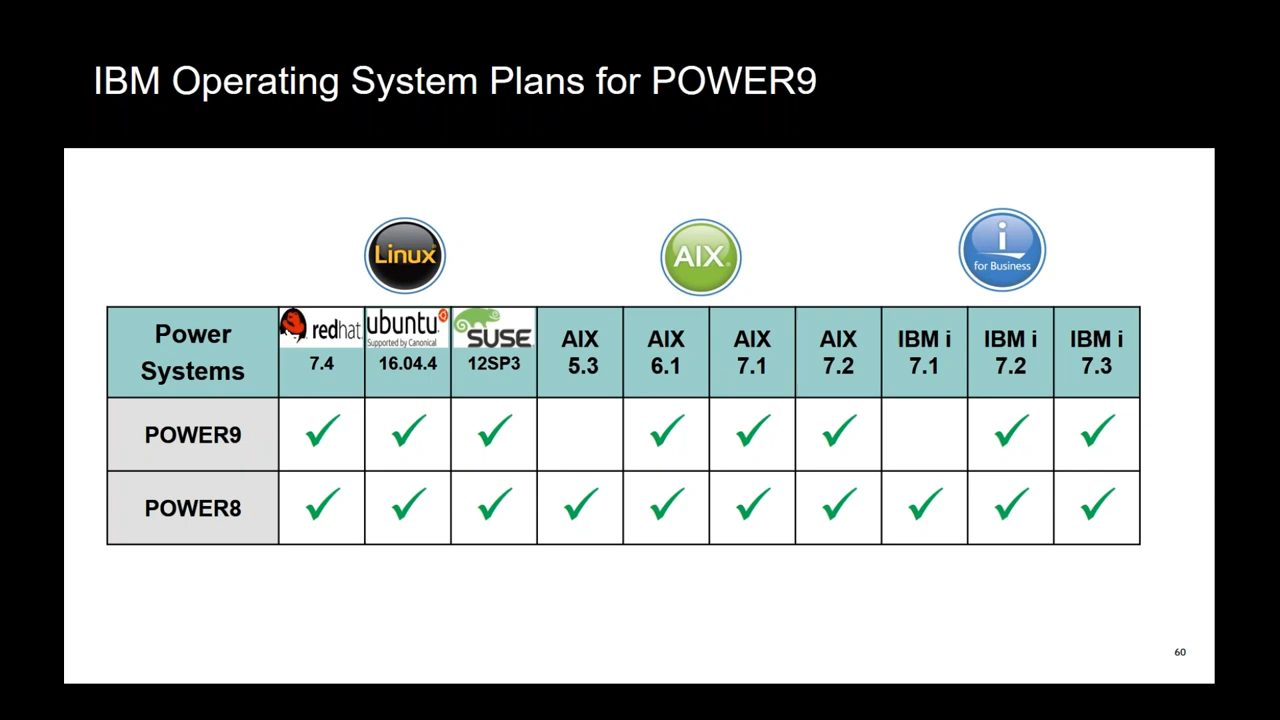 IBM Operating System Plans for POWER9
Linux
AIX
i
for Business
Power
Systems
redhat.
7.4
ubuntu
Supported by Canonical
16.04.4
SUSE
12SP3
AIX
5.3
AIX
6.1
AIX
7.1
AIX
7.2
IBM i
7.1
IBM i
7.2
IBM i
7.3
POWER9
POWER8
60